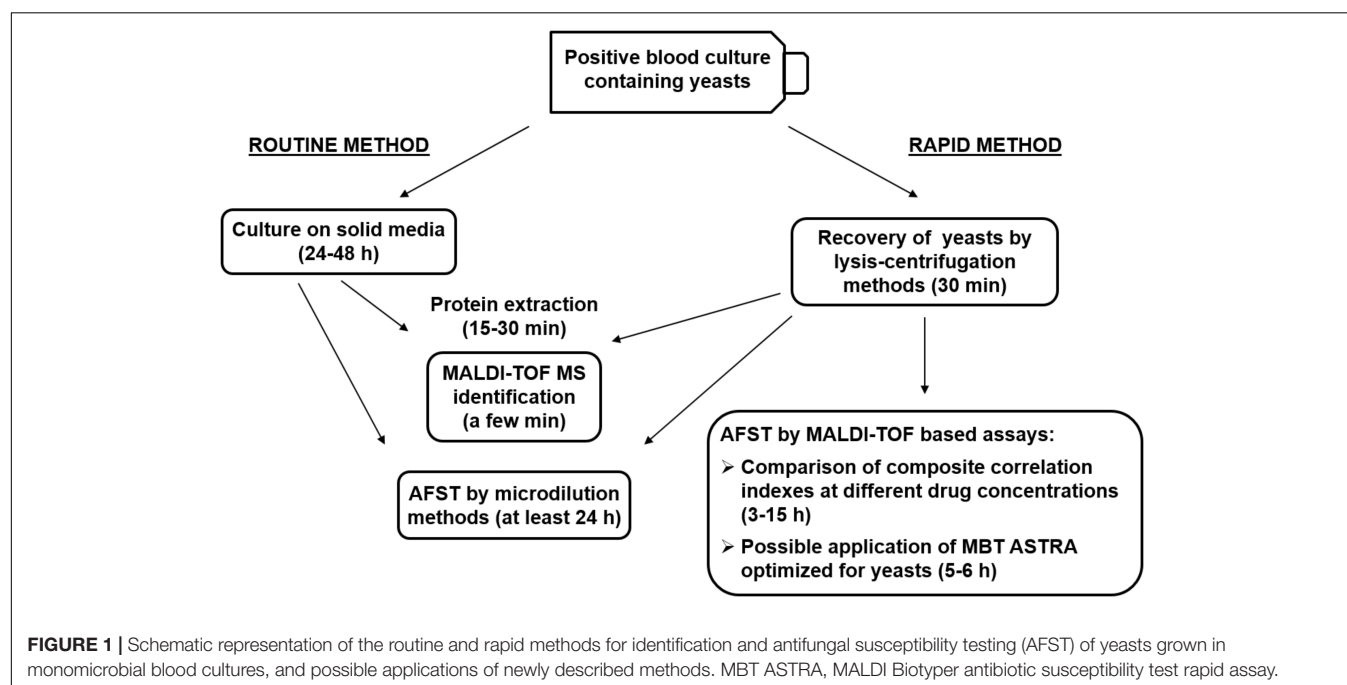 Positive blood culture
containing yeasts
ROUTINE METHOD
RAPID METHOD
Culture on solid media
(24-48 h)
Recovery of yeasts by
lysis-centrifugation
methods (30 min)
Protein extraction
(15-30 min)
MALDI-TOF MS
identification
(a few min)
AFST by microdilution
methods (at least 24 h)
AFST by MALDI-TOF based assays:
➢ Comparison of composite correlation
indexes at different drug concentrations
(3-15 h)
➢ Possible application of MBT ASTRA
optimized for yeasts (5-6 h)
FIGURE 1 | Schematic representation of the routine and rapid methods for identification and antifungal susceptibility testing (AFST) of yeasts grown in
monomicrobial blood cultures, and possible applications of newly described methods. MBT ASTRA, MALDI Biotyper antibiotic susceptibility test rapid assay.